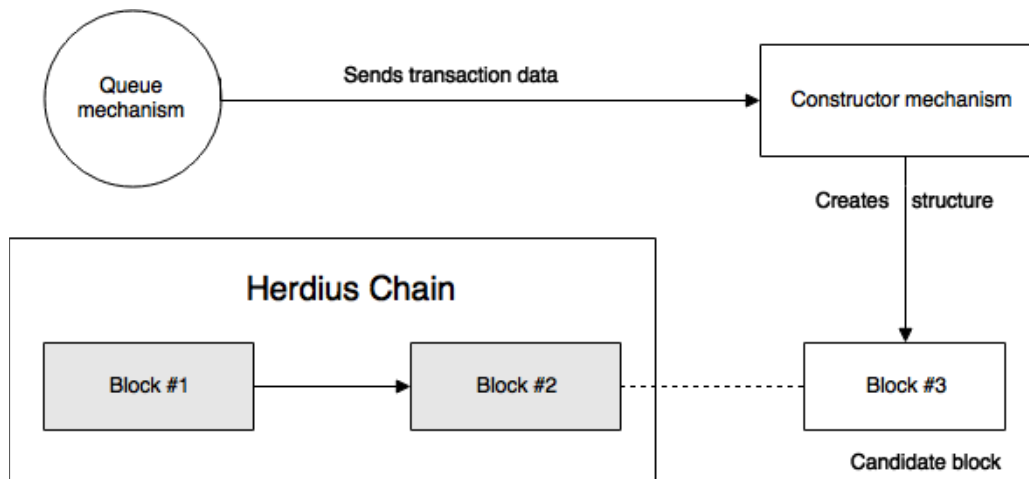 Queue
mechanism
Sends transaction data
Constructor mechanism
Creates structure
Herdius Chain
Block #1
Block #2
Block #3
Candidate block